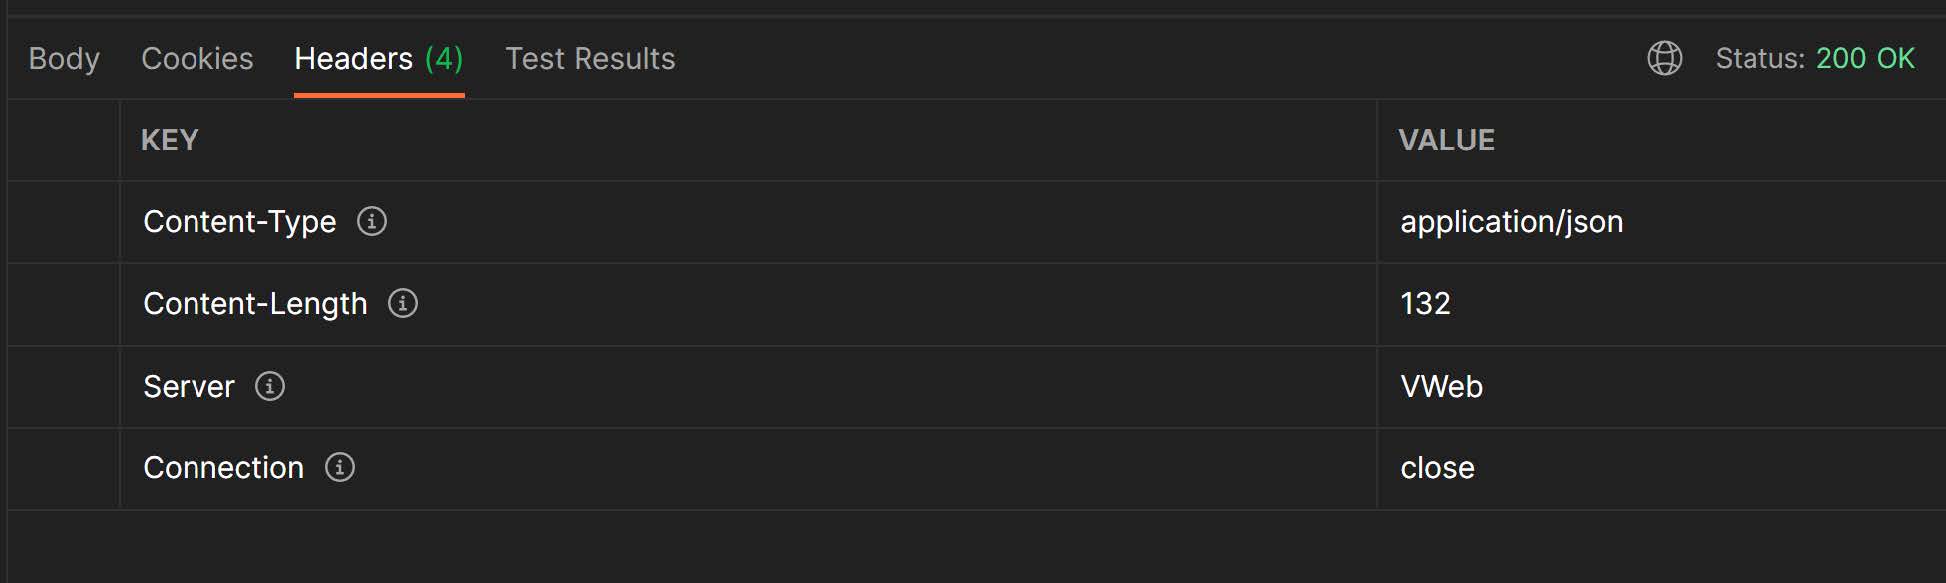 Body Cookies Headers (4) Test Results Status: 200 OK
KEY VALUE
Content-Type application/json
Content-Length 132
Server VWeb
Connection close